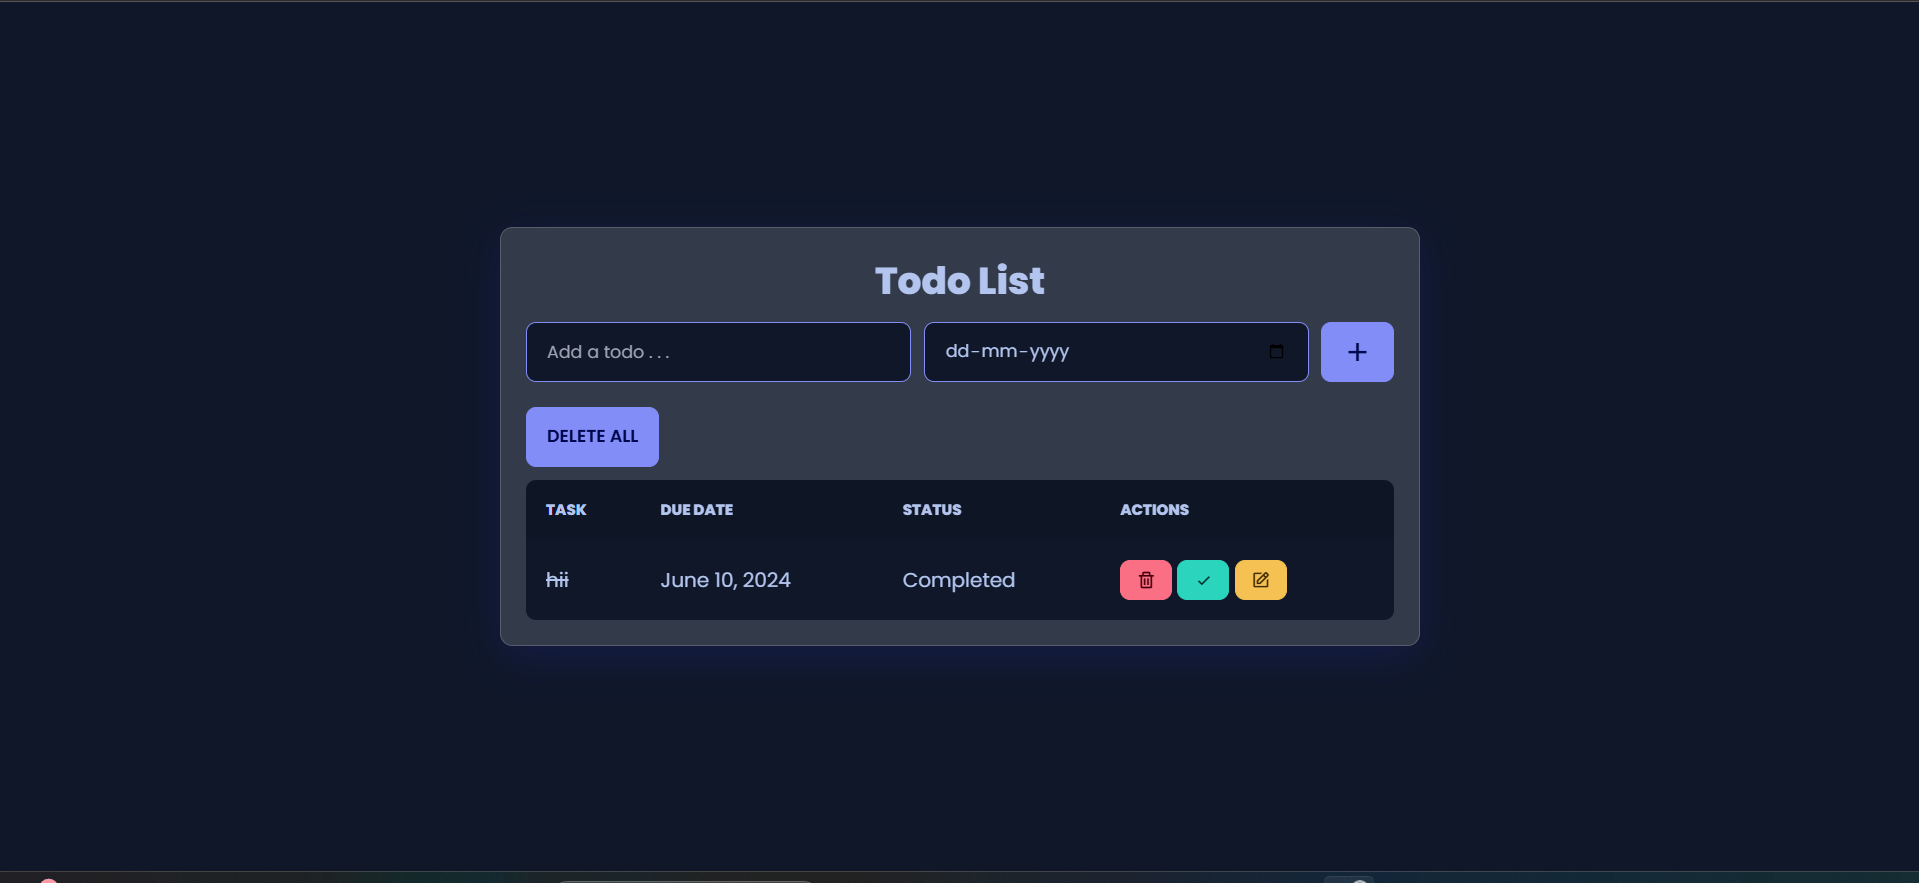 Todo List
Add a todo . . .
dd-mm-yyyy
+
DELETE ALL
TASK DUE DATE STATUS ACTIONS
hii June 10, 2024 Completed